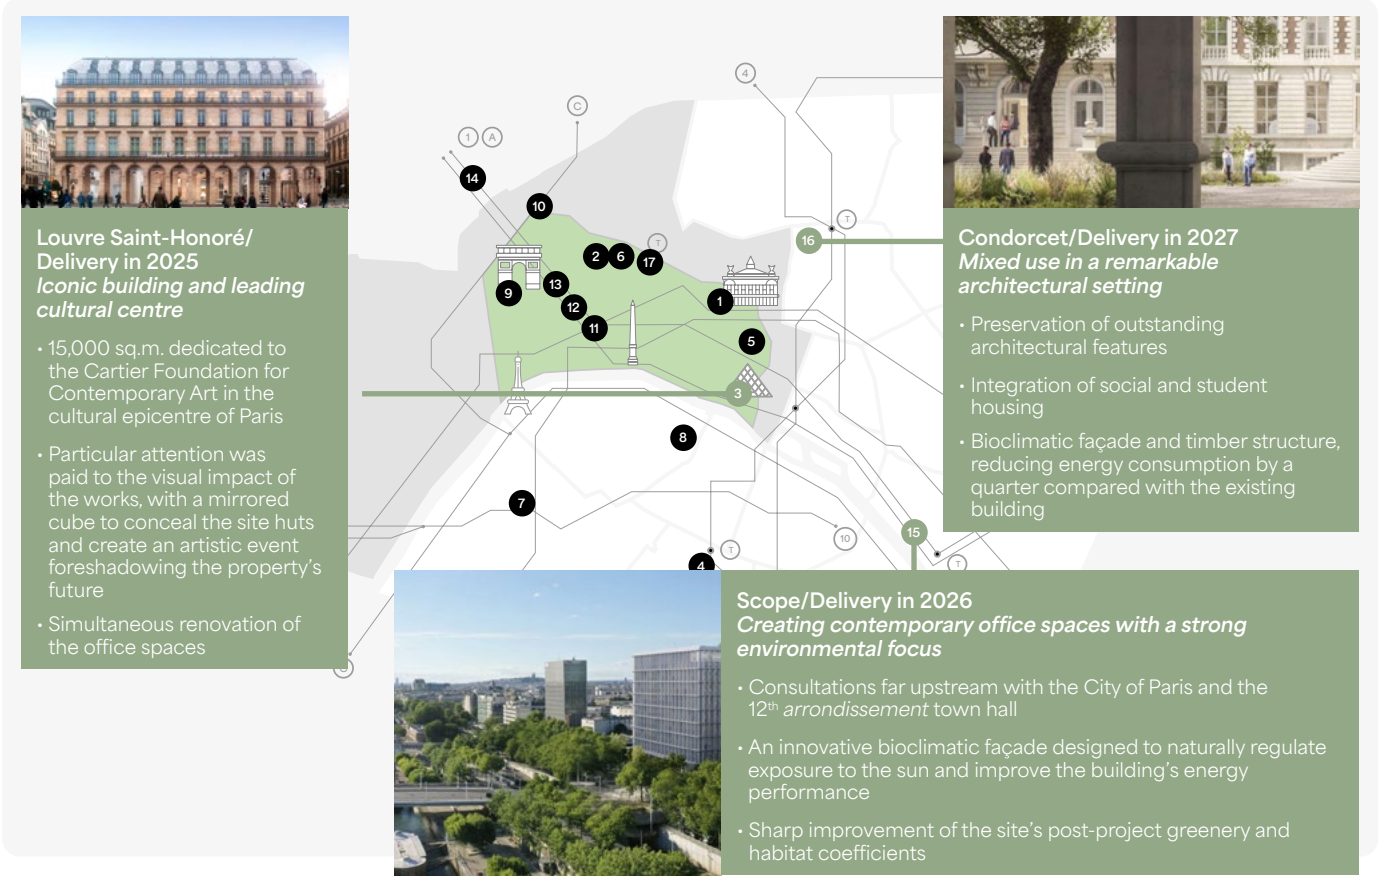 Louvre Saint-Honoré/
Delivery in 2025
Iconic building and leading
cultural centre
• 15,000 sq.m. dedicated to
the Cartier Foundation for
Contemporary Art in the
cultural epicentre of Paris
• Particular attention was
paid to the visual impact of
the works, with a mirrored
cube to conceal the site huts
and create an artistic event
foreshadowing the property’s
future
• Simultaneous renovation of
the office spaces
4
C
1 A
14
10
T
T
16
2 6 17
9
13
12
1
11
5
3
8
7
10
15
T
T
4
Condorcet/Delivery in 2027
Mixed use in a remarkable
architectural setting
• Preservation of outstanding
architectural features
• Integration of social and student
housing
• Bioclimatic façade and timber structure,
reducing energy consumption by a
quarter compared with the existing
building
Scope/Delivery in 2026
Creating contemporary office spaces with a strong
environmental focus
• Consultations far upstream with the City of Paris and the
12th arrondissement town hall
• An innovative bioclimatic façade designed to naturally regulate
exposure to the sun and improve the building’s energy
performance
• Sharp improvement of the site’s post-project greenery and
habitat coefficients